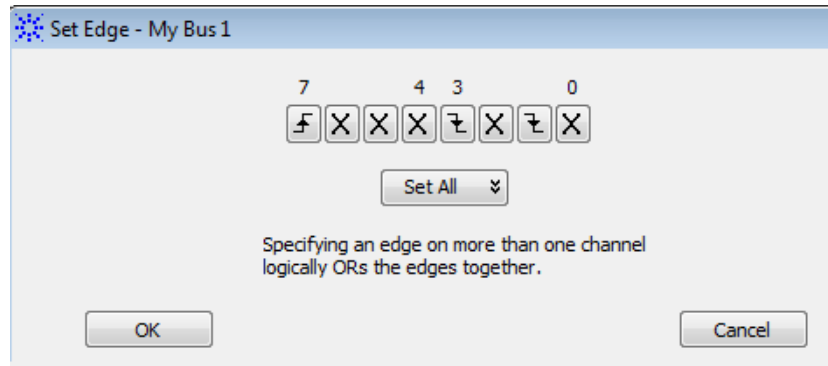 Set Edge - My Bus 1
7 4 3 0
X X X X X
Set All
Specifying an edge on more than one channel
logically ORs the edges together.
OK Cancel